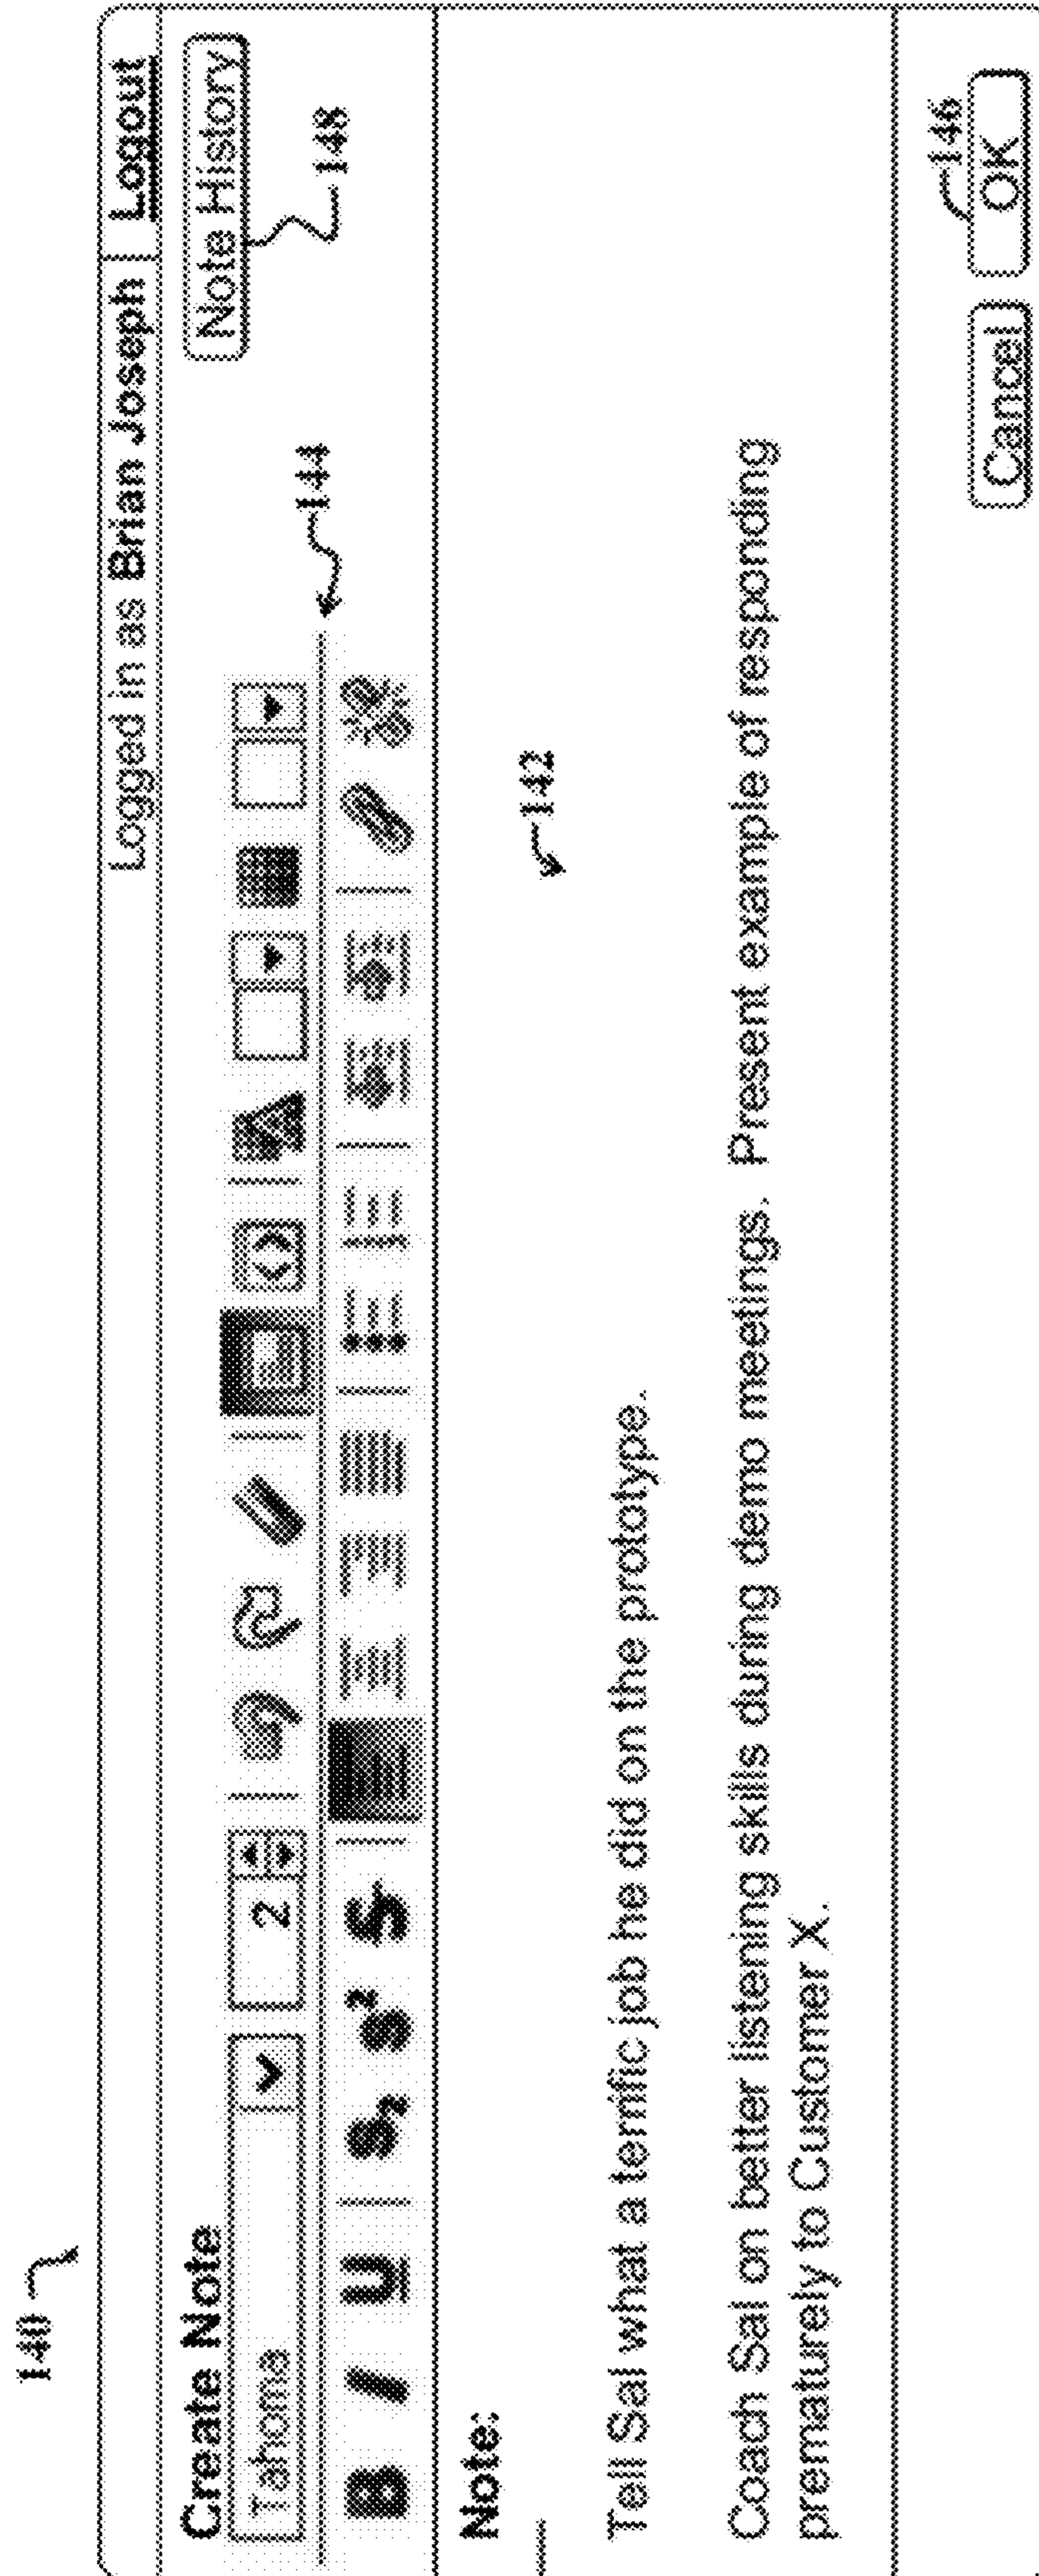 140
Logged in as Brian Joseph | Logout
Create Note
Note History
148
Tahoma
2
144
B I U S₂ S² S
Note:
142
Tell Sal what a terrific job he did on the prototype.
Coach Sal on better listening skills during demo meetings. Present example of responding
prematurely to Customer X.
146
Cancel OK